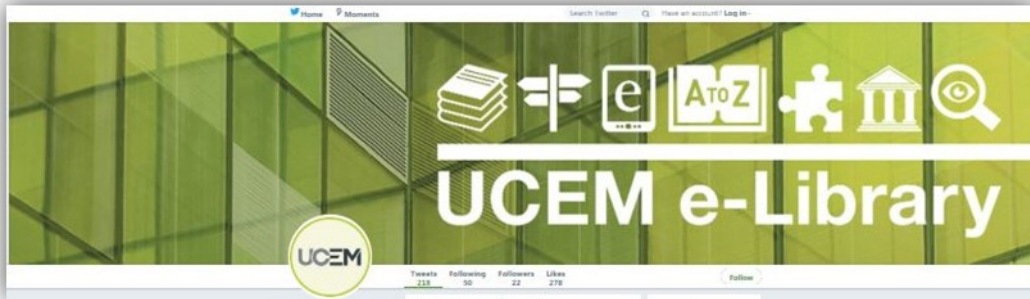 Home Moments Search Twitter Have an account? Log in
e A TO Z
UCEM e-Library
UCEM
Tweets Following Followers Likes
218 50 22 278
Follow